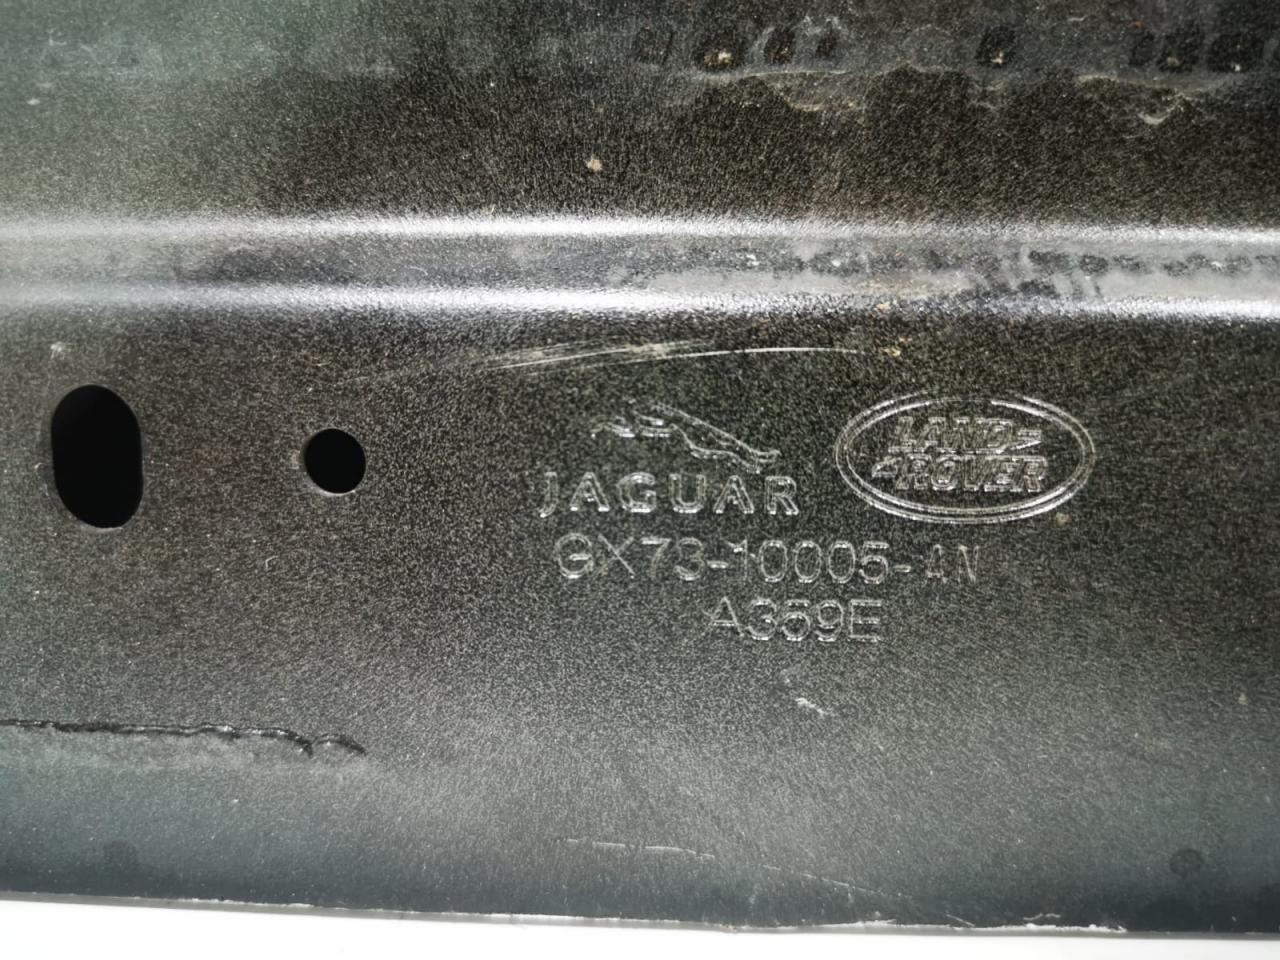 JAGUAR
LAND
ROVER
GX73-10005-AN
A359E